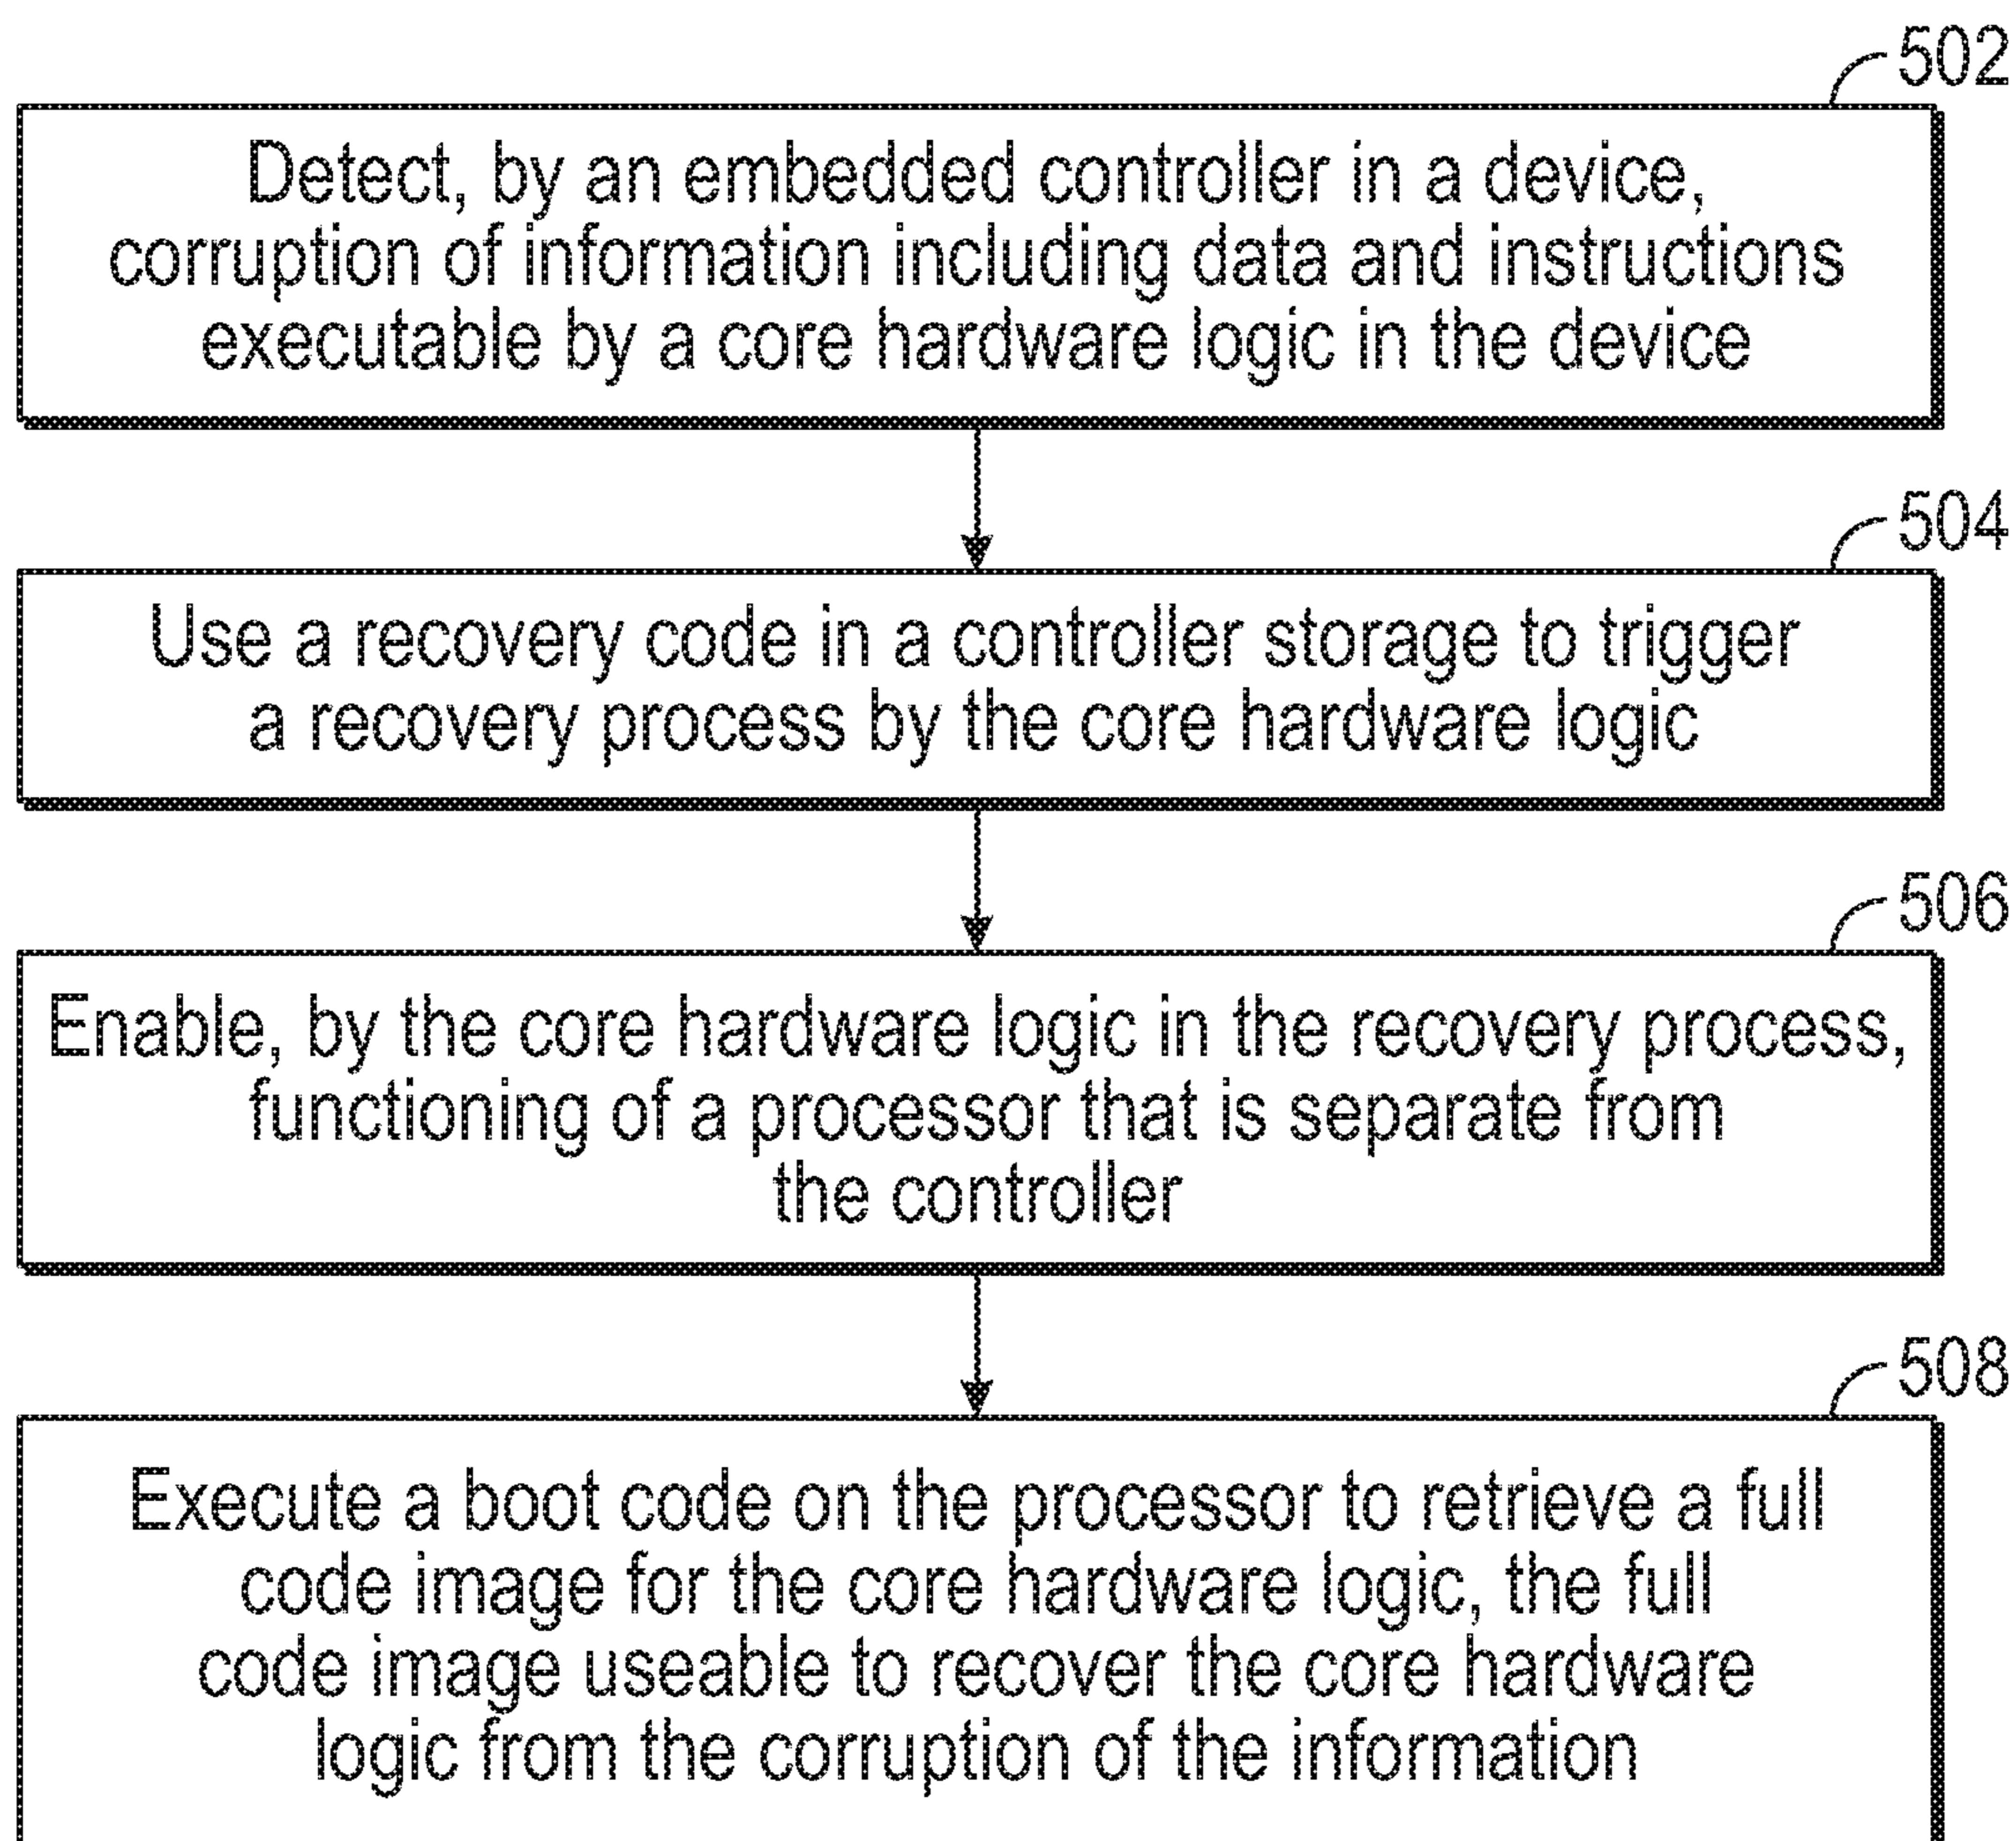 502
Detect, by an embedded controller in a device,
corruption of information including data and instructions
executable by a core hardware logic in the device
504
Use a recovery code in a controller storage to trigger
a recovery process by the core hardware logic
506
Enable, by the core hardware logic in the recovery process,
functioning of a processor that is separate from
the controller
508
Execute a boot code on the processor to retrieve a full
code image for the core hardware logic, the full
code image useable to recover the core hardware
logic from the corruption of the information